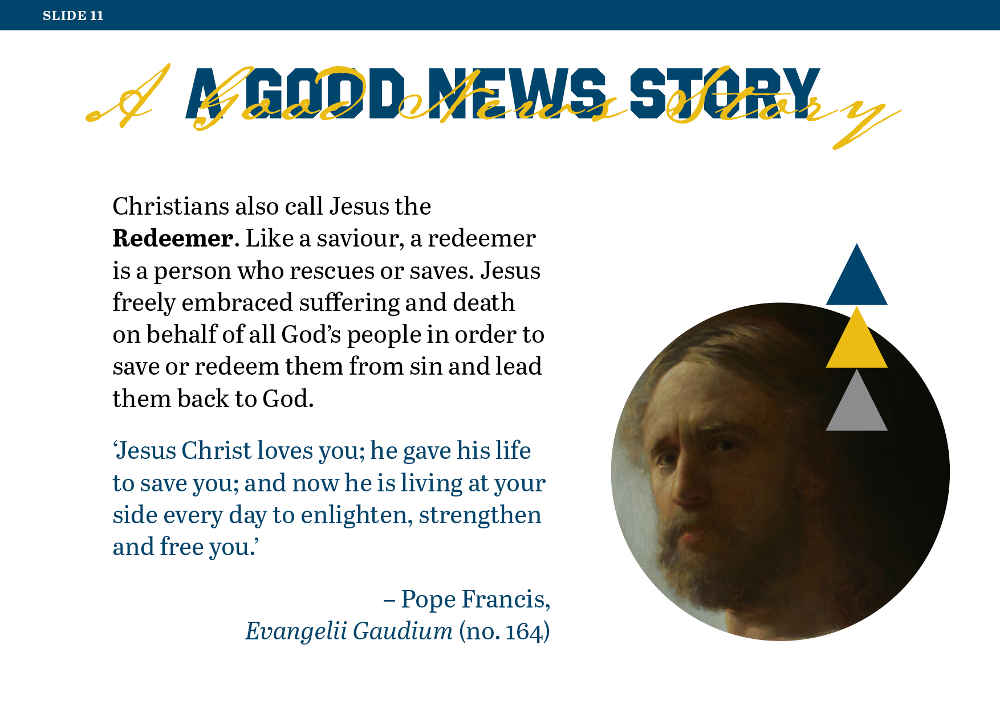 SLIDE 11
A GOOD NEWS STORY
A Good News Story
Christians also call Jesus the
Redeemer. Like a saviour, a redeemer
is a person who rescues or saves. Jesus
freely embraced suffering and death
on behalf of all God’s people in order to
save or redeem them from sin and lead
them back to God.
‘Jesus Christ loves you; he gave his life
to save you; and now he is living at your
side every day to enlighten, strengthen
and free you.’
– Pope Francis,
Evangelii Gaudium (no. 164)